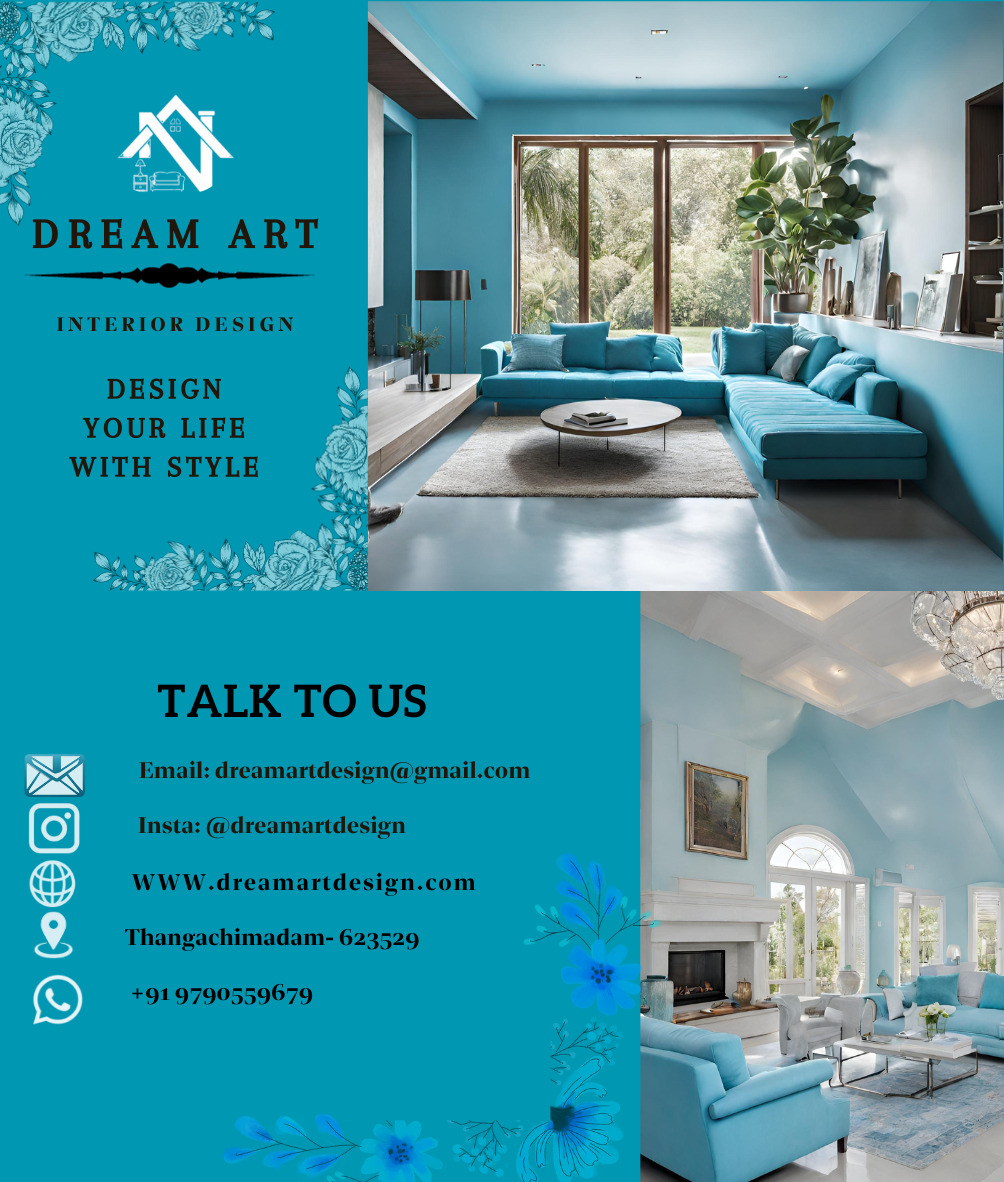 DREAM ART
INTERIOR DESIGN
DESIGN
YOUR LIFE
WITH STYLE
TALK TO US
Email: dreamartdesign@gmail.com
Insta: @dreamartdesign
WWW.dreamartdesign.com
Thangachimadam- 623529
+91 9790559679